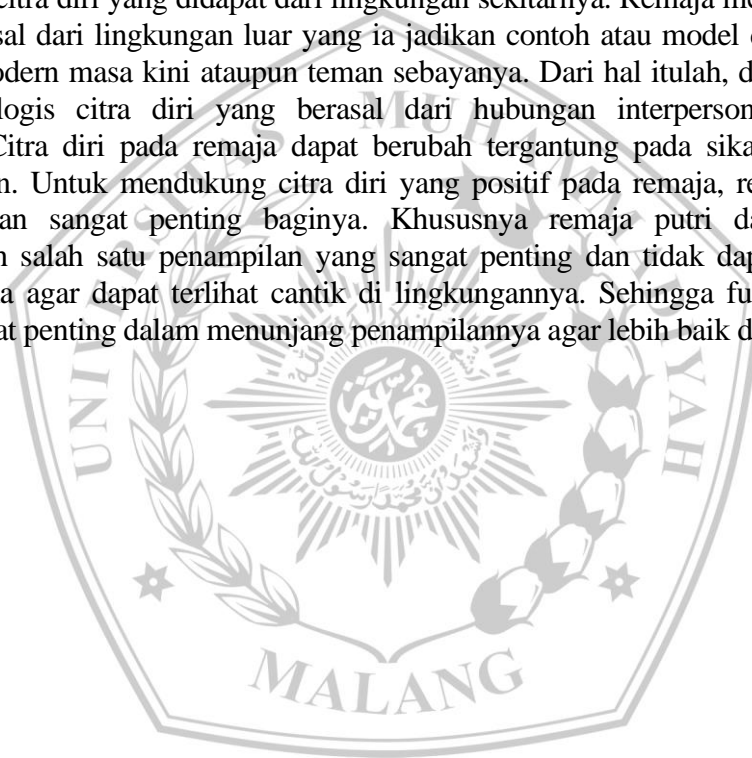 citra diri yang didapat dari lingkungan sekitarnya. Remaja
sal dari lingkungan luar yang ia jadikan contoh atau model
odern masa kini ataupun teman sebayanya. Dari hal itulah, d
logis citra diri yang berasal dari hubungan interperson
Citra diri pada remaja dapat berubah tergantung pada sika
n. Untuk mendukung citra diri yang positif pada remaja, re
an sangat penting baginya. Khususnya remaja putri da
n salah satu penampilan yang sangat penting dan tidak dap
a agar dapat terlihat cantik di lingkungannya. Sehingga fu
at penting dalam menunjang penampilannya agar lebih baik d
UNIVERSITAS MUHAMMADIYAH
MALANG